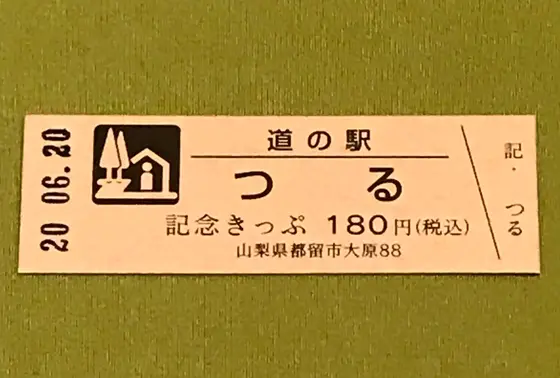 20 06.20
道の駅
つる
記念きっぷ 180円(税込)
山梨県都留市大原88
記・つる